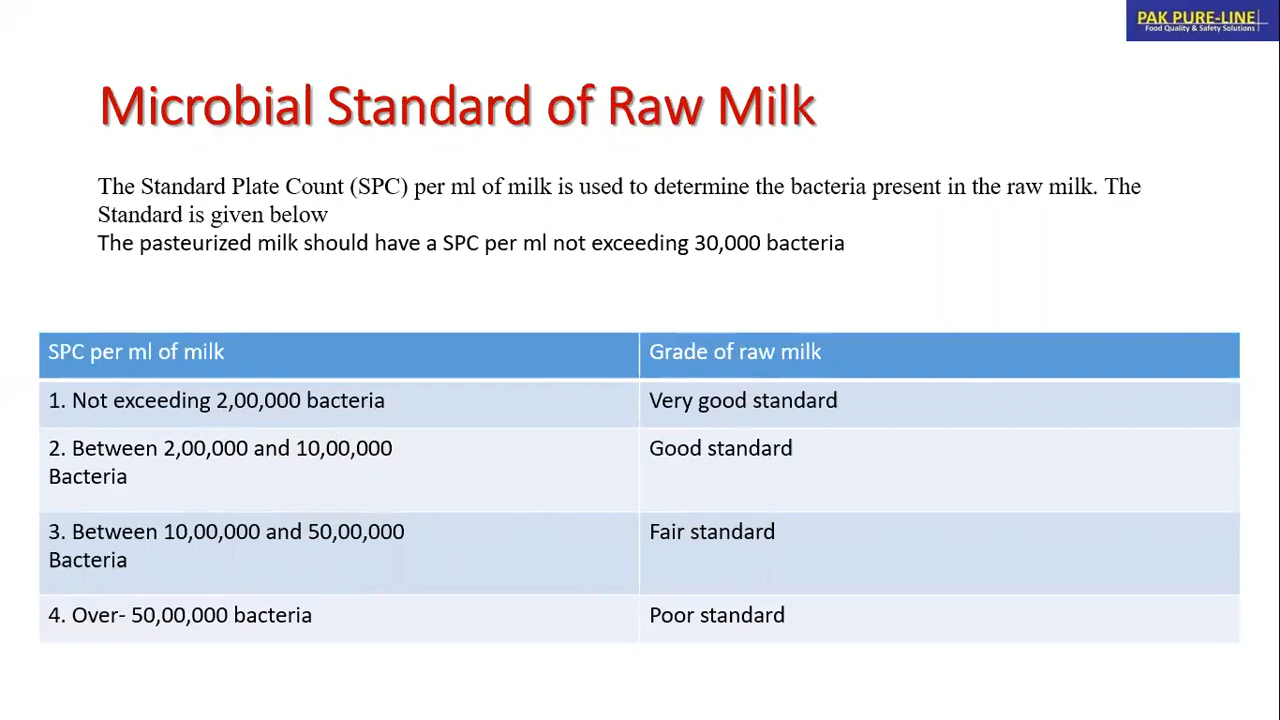 PAK PURE-LINE
Food Quality & Safety Solutions
Microbial Standard of Raw Milk
The Standard Plate Count (SPC) per ml of milk is used to determine the bacteria present in the raw milk. The
Standard is given below
The pasteurized milk should have a SPC per ml not exceeding 30,000 bacteria
SPC per ml of milk
Grade of raw milk
1. Not exceeding 2,00,000 bacteria
Very good standard
2. Between 2,00,000 and 10,00,000
Bacteria
Good standard
3. Between 10,00,000 and 50,00,000
Bacteria
Fair standard
4. Over- 50,00,000 bacteria
Poor standard